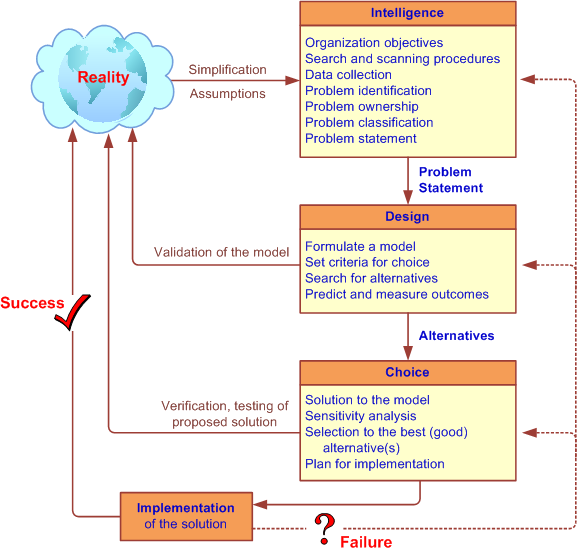 Intelligence
Organization objectives
Search and scanning procedures
Data collection
Problem identification
Problem ownership
Problem classification
Problem statement
Reality
Simplification
Assumptions
Problem
Statement
Design
Formulate a model
Set criteria for choice
Search for alternatives
Predict and measure outcomes
Validation of the model
Success
Alternatives
Choice
Solution to the model
Sensitivity analysis
Selection to the best (good)
alternative(s)
Plan for implementation
Verification, testing of
proposed solution
Implementation
of the solution
?
Failure